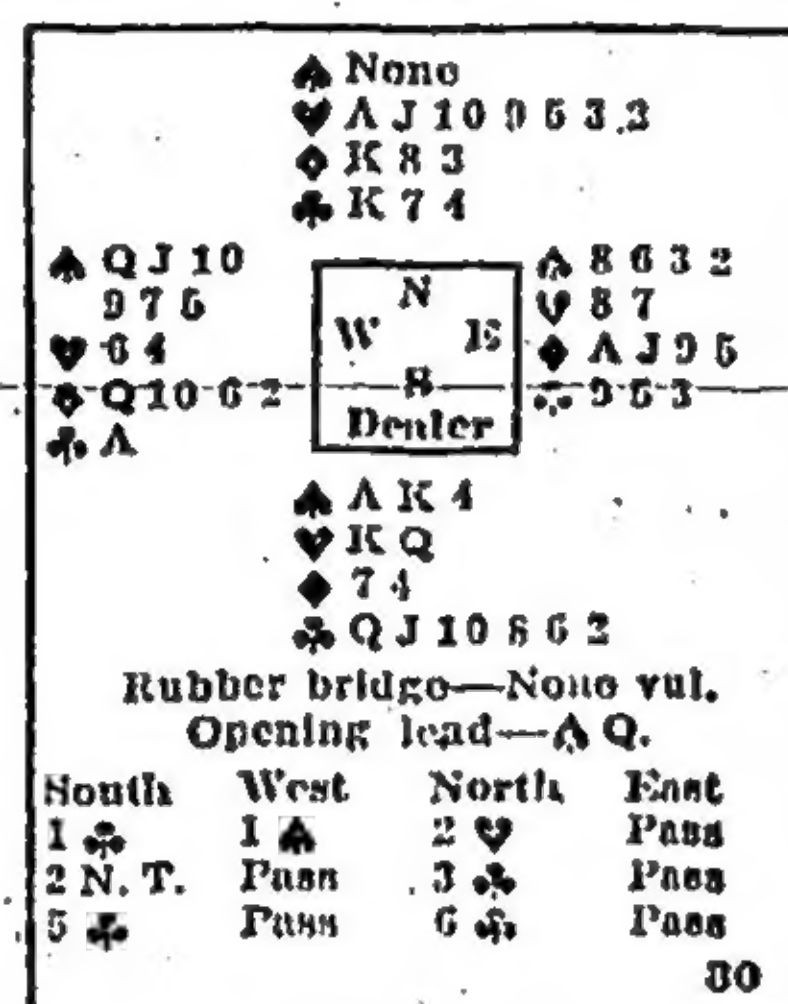 ♠ None
♥ A J 10 9 5 3 2
♦ K 8 3
♣ K 7 4
♠ Q J 10
9 7 5
♥ 6 4
♦ Q 10 6 2
♣ A
N
W E
S
Dealer
♠ 8 6 3 2
♥ 8 7
♦ A J 9 5
♣ 9 5 3
♠ A K 4
♥ K Q
♦ 7 4
♣ Q J 10 8 6 2
Rubber bridge—None vul.
Opening lead—♠ Q.
South West North East
1 ♣ 1 ♠ 2 ♥ Pass
2 N. T. Pass 3 ♣ Pass
5 ♣ Pass 6 ♣ Pass
30